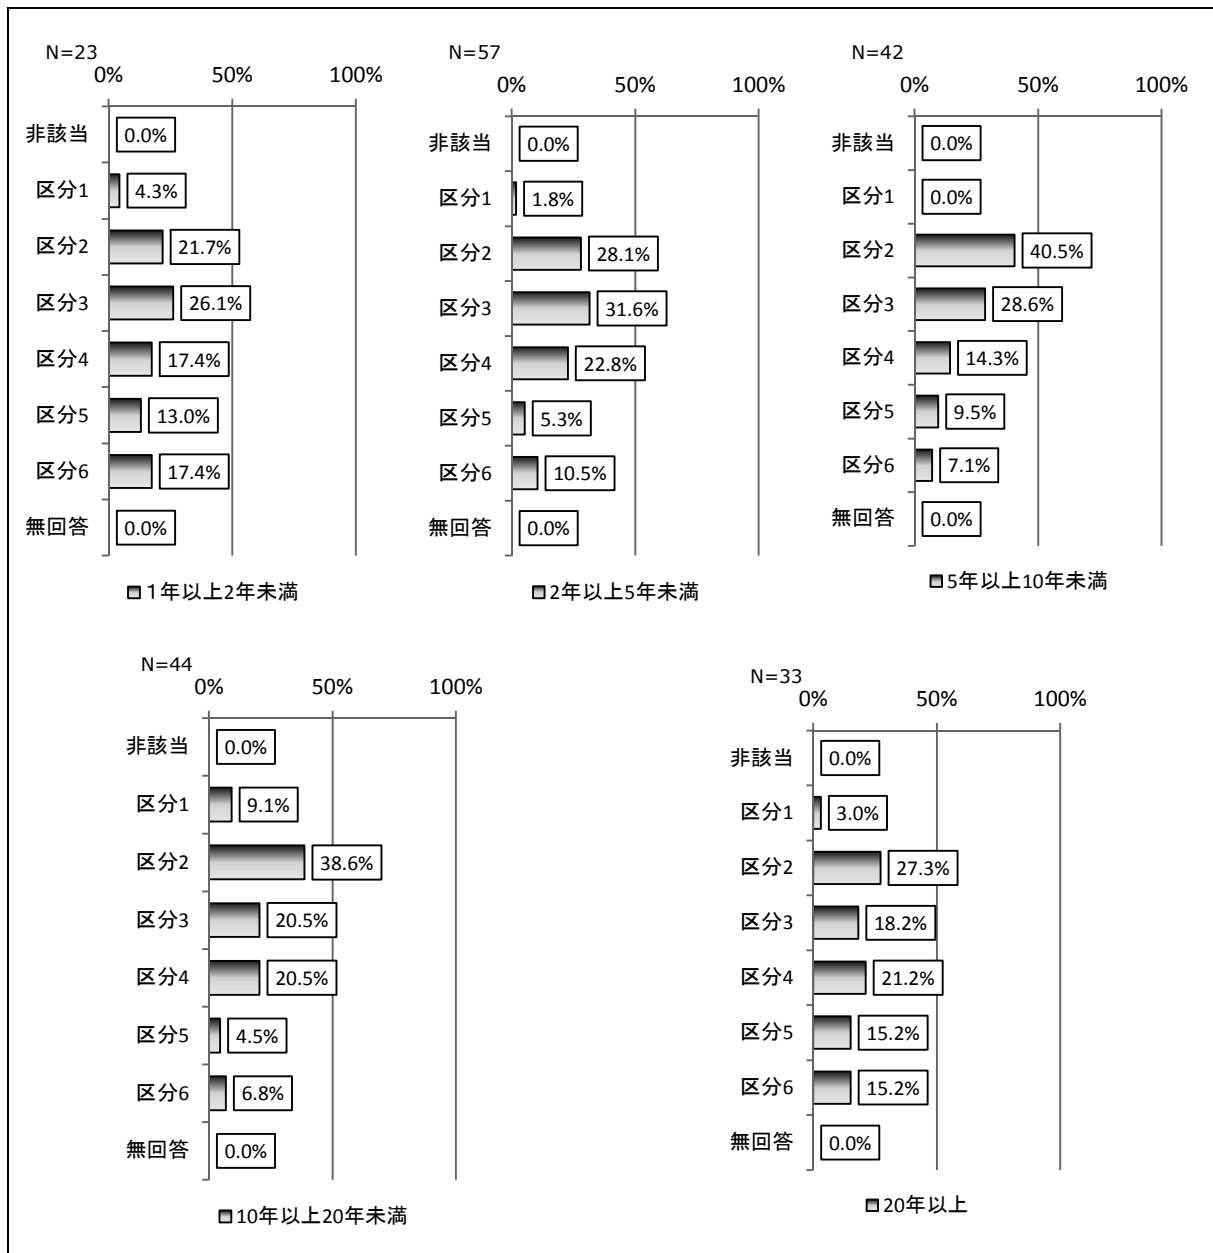 N=23
0% 50% 100%
非該当 0.0%
区分1 4.3%
区分2 21.7%
区分3 26.1%
区分4 17.4%
区分5 13.0%
区分6 17.4%
無回答 0.0%
1年以上2年未満
N=57
0% 50% 100%
非該当 0.0%
区分1 1.8%
区分2 28.1%
区分3 31.6%
区分4 22.8%
区分5 5.3%
区分6 10.5%
無回答 0.0%
2年以上5年未満
N=42
0% 50% 100%
非該当 0.0%
区分1 0.0%
区分2 40.5%
区分3 28.6%
区分4 14.3%
区分5 9.5%
区分6 7.1%
無回答 0.0%
5年以上10年未満
N=44
0% 50% 100%
非該当 0.0%
区分1 9.1%
区分2 38.6%
区分3 20.5%
区分4 20.5%
区分5 4.5%
区分6 6.8%
無回答 0.0%
10年以上20年未満
N=33
0% 50% 100%
非該当 0.0%
区分1 3.0%
区分2 27.3%
区分3 18.2%
区分4 21.2%
区分5 15.2%
区分6 15.2%
無回答 0.0%
20年以上